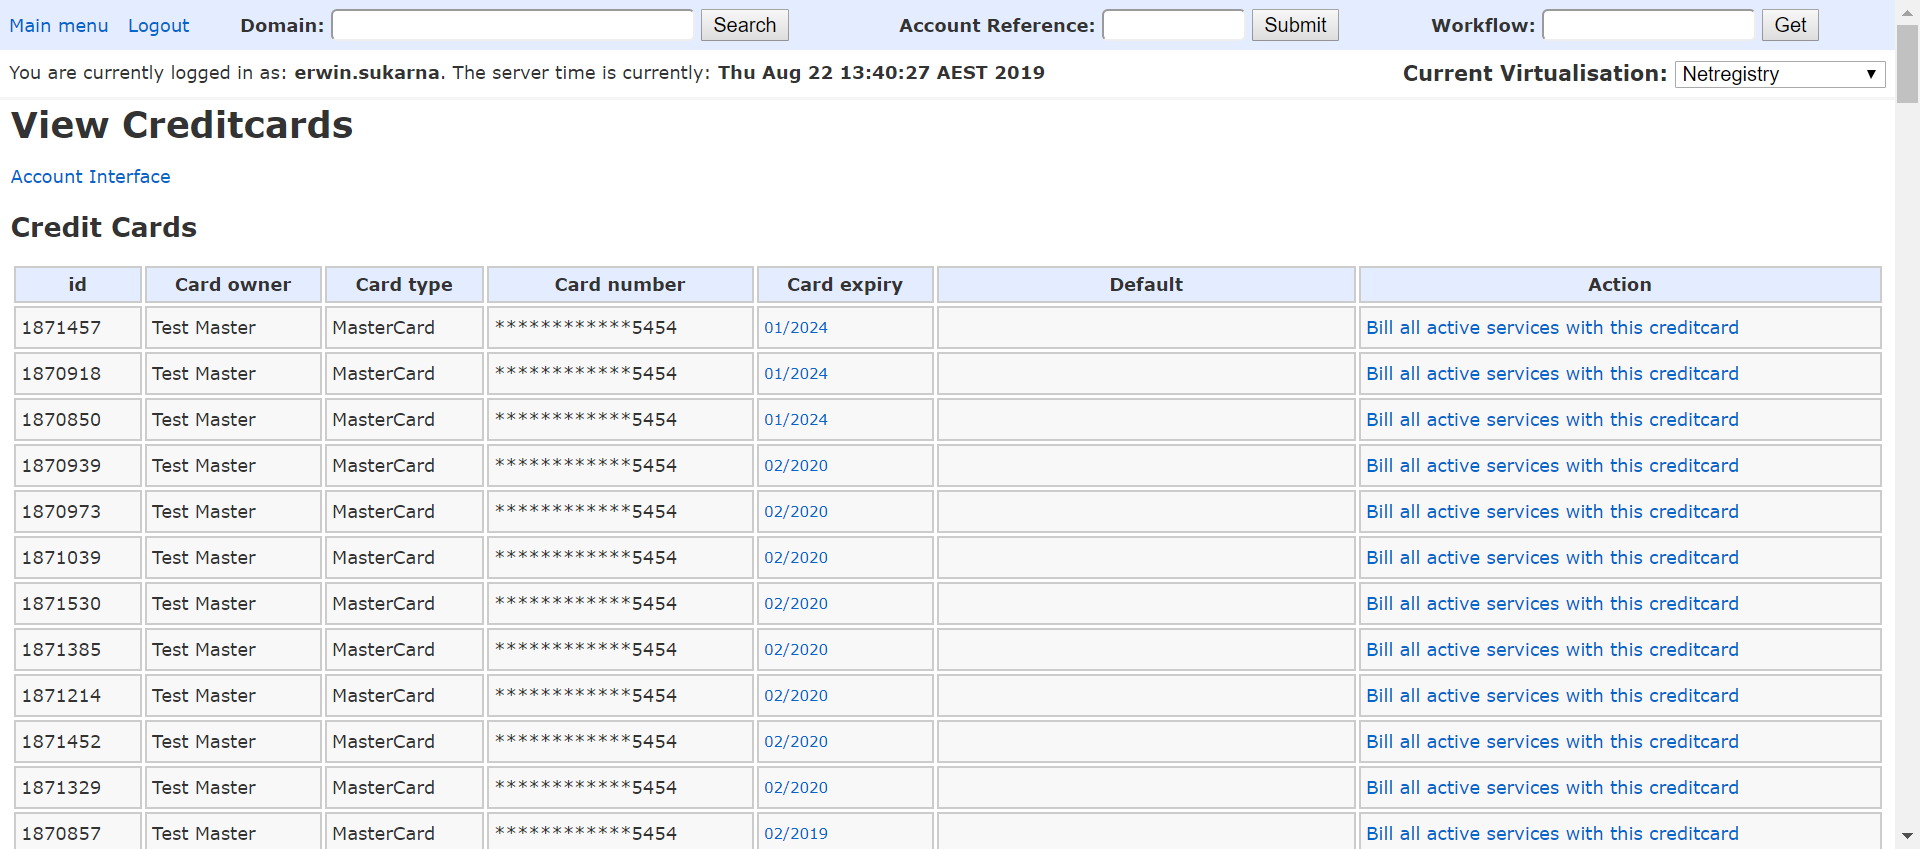 Main menu Logout Domain: Search Account Reference: Submit Workflow: Get
You are currently logged in as: erwin.sukarna. The server time is currently: Thu Aug 22 13:40:27 AEST 2019 Current Virtualisation: Netregistry
View Creditcards
Account Interface
Credit Cards
id Card owner Card type Card number Card expiry Default Action
1871457 Test Master MasterCard ************5454 01/2024 Bill all active services with this creditcard
1870918 Test Master MasterCard ************5454 01/2024 Bill all active services with this creditcard
1870850 Test Master MasterCard ************5454 01/2024 Bill all active services with this creditcard
1870939 Test Master MasterCard ************5454 02/2020 Bill all active services with this creditcard
1870973 Test Master MasterCard ************5454 02/2020 Bill all active services with this creditcard
1871039 Test Master MasterCard ************5454 02/2020 Bill all active services with this creditcard
1871530 Test Master MasterCard ************5454 02/2020 Bill all active services with this creditcard
1871385 Test Master MasterCard ************5454 02/2020 Bill all active services with this creditcard
1871214 Test Master MasterCard ************5454 02/2020 Bill all active services with this creditcard
1871452 Test Master MasterCard ************5454 02/2020 Bill all active services with this creditcard
1871329 Test Master MasterCard ************5454 02/2020 Bill all active services with this creditcard
1870857 Test Master MasterCard ************5454 02/2019 Bill all active services with this creditcard